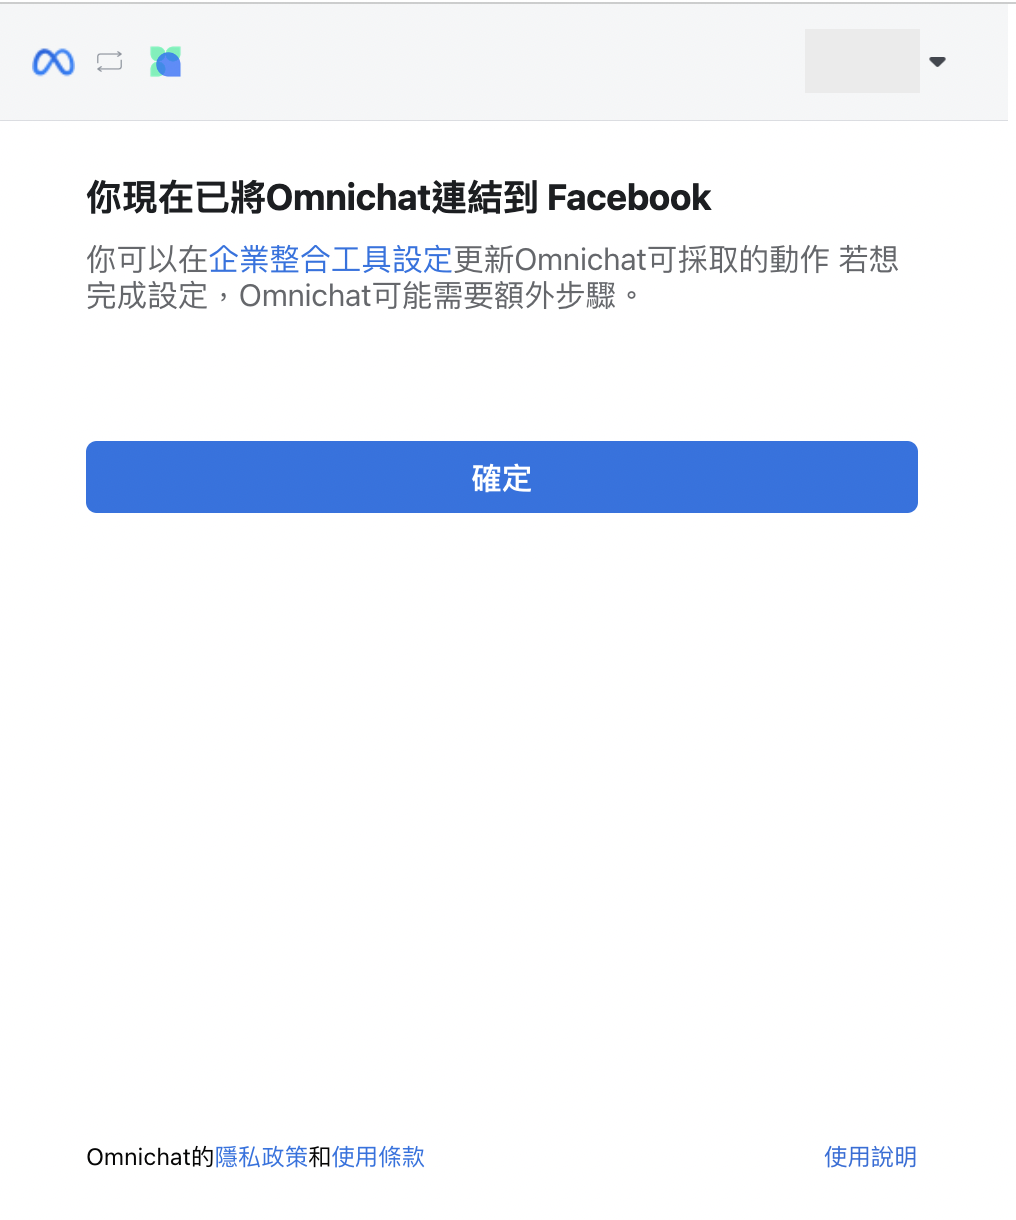 你現在已將Omnichat連結到 Facebook
你可以在企業整合工具設定更新Omnichat可採取的動作 若想
完成設定，Omnichat可能需要額外步驟。
確定
Omnichat的隱私政策和使用條款
使用說明